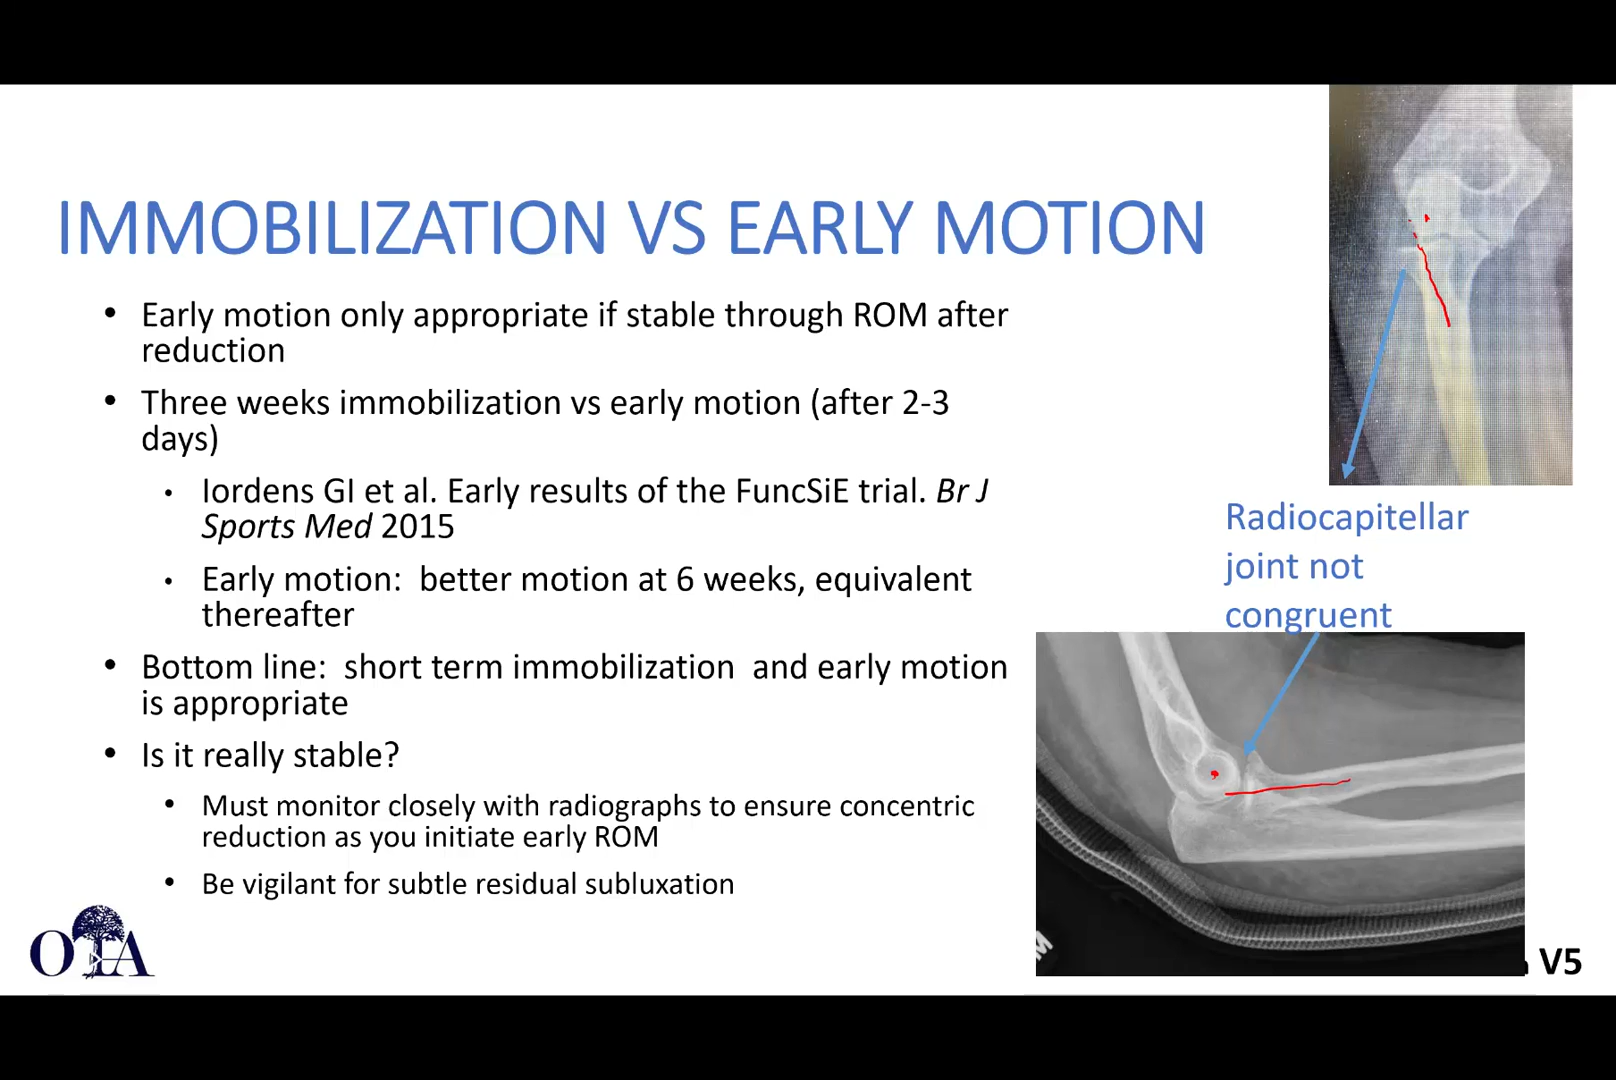 IMMOBILIZATION VS EARLY MOTION
• Early motion only appropriate if stable through ROM after
reduction
• Three weeks immobilization vs early motion (after 2-3
days)
• Iordens GI et al. Early results of the FuncSiE trial. Br J
Sports Med 2015
• Early motion:  better motion at 6 weeks, equivalent
thereafter
• Bottom line:  short term immobilization  and early motion
is appropriate
• Is it really stable?
• Must monitor closely with radiographs to ensure concentric
reduction as you initiate early ROM
• Be vigilant for subtle residual subluxation
Radiocapitellar
joint not
congruent
OTA
V5